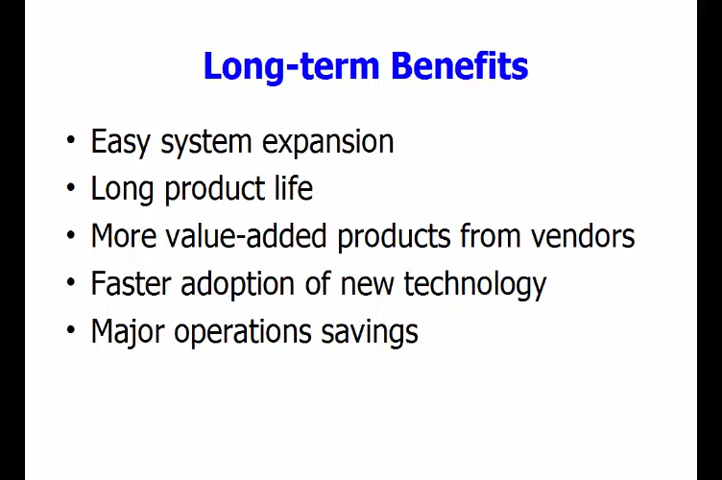 Long-term Benefits
• Easy system expansion
• Long product life
• More value-added products from vendors
• Faster adoption of new technology
• Major operations savings